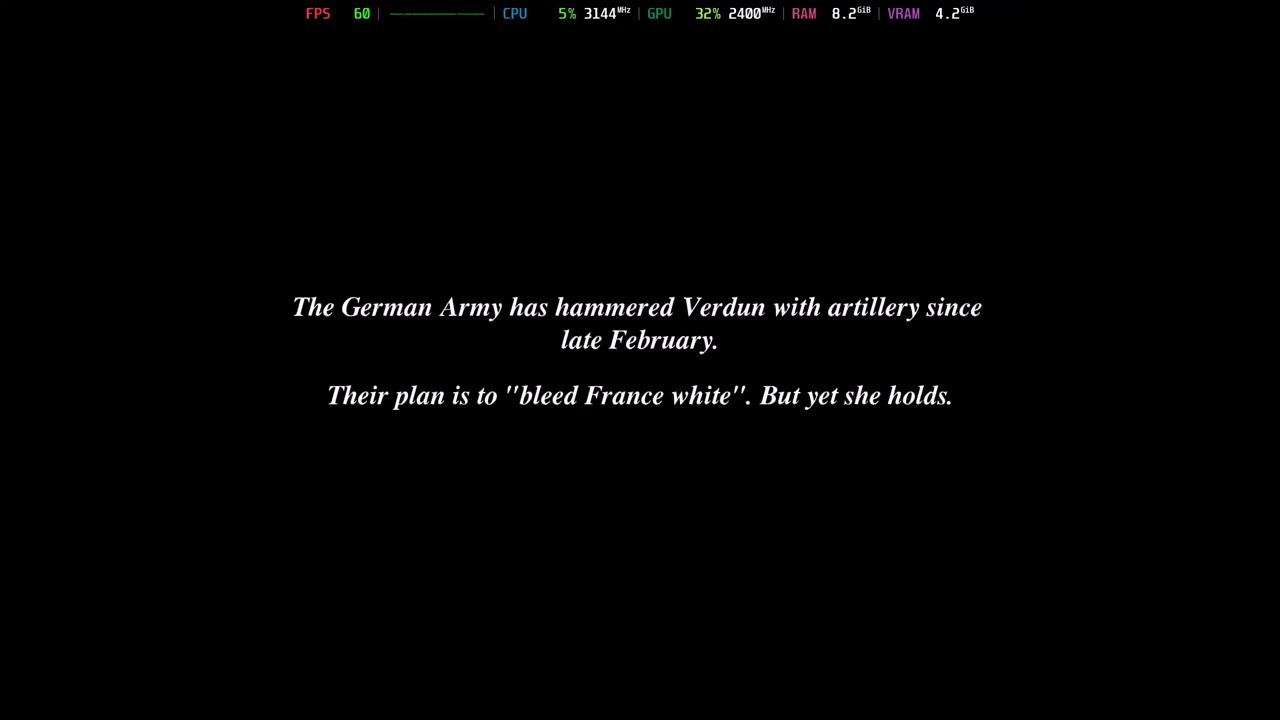 FPS 60 | CPU 5% 3144MHz | GPU 32% 2400MHz | RAM 8.2GiB | VRAM 4.2GiB
The German Army has hammered Verdun with artillery since
late February.
Their plan is to "bleed France white". But yet she holds.